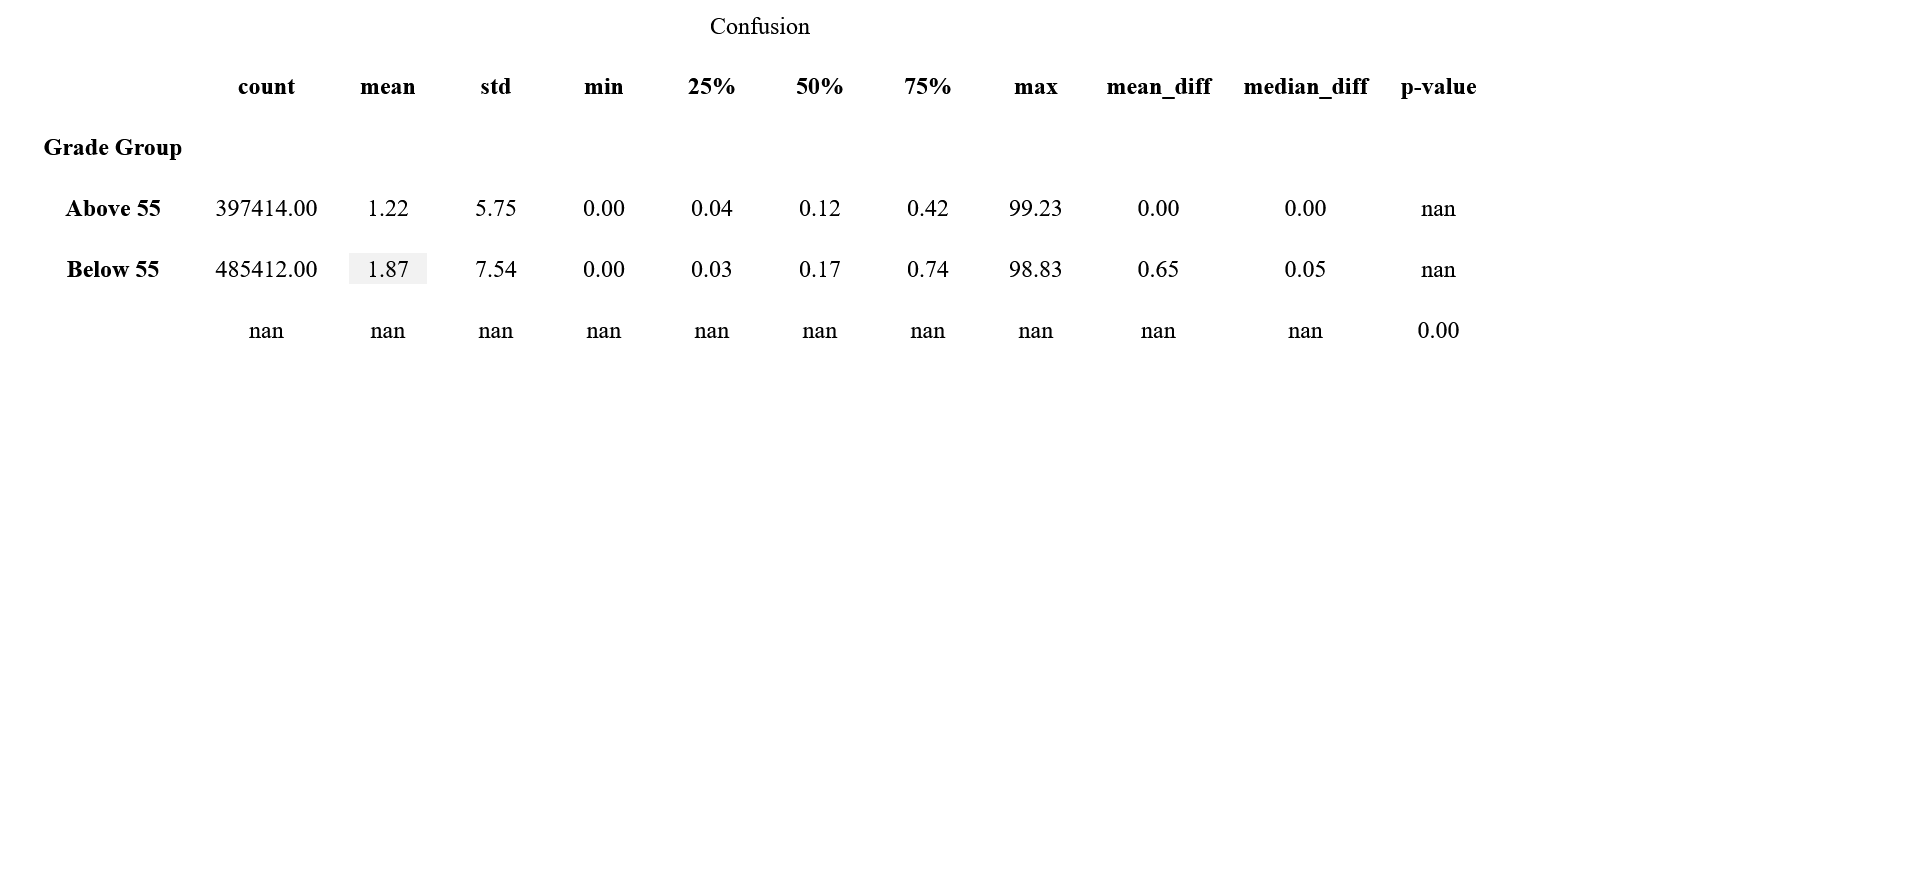 Confusion
count mean std min 25% 50% 75% max mean_diff median_diff p-value
Grade Group
Above 55 397414.00 1.22 5.75 0.00 0.04 0.12 0.42 99.23 0.00 0.00 nan
Below 55 485412.00 1.87 7.54 0.00 0.03 0.17 0.74 98.83 0.65 0.05 nan
nan nan nan nan nan nan nan nan nan nan 0.00